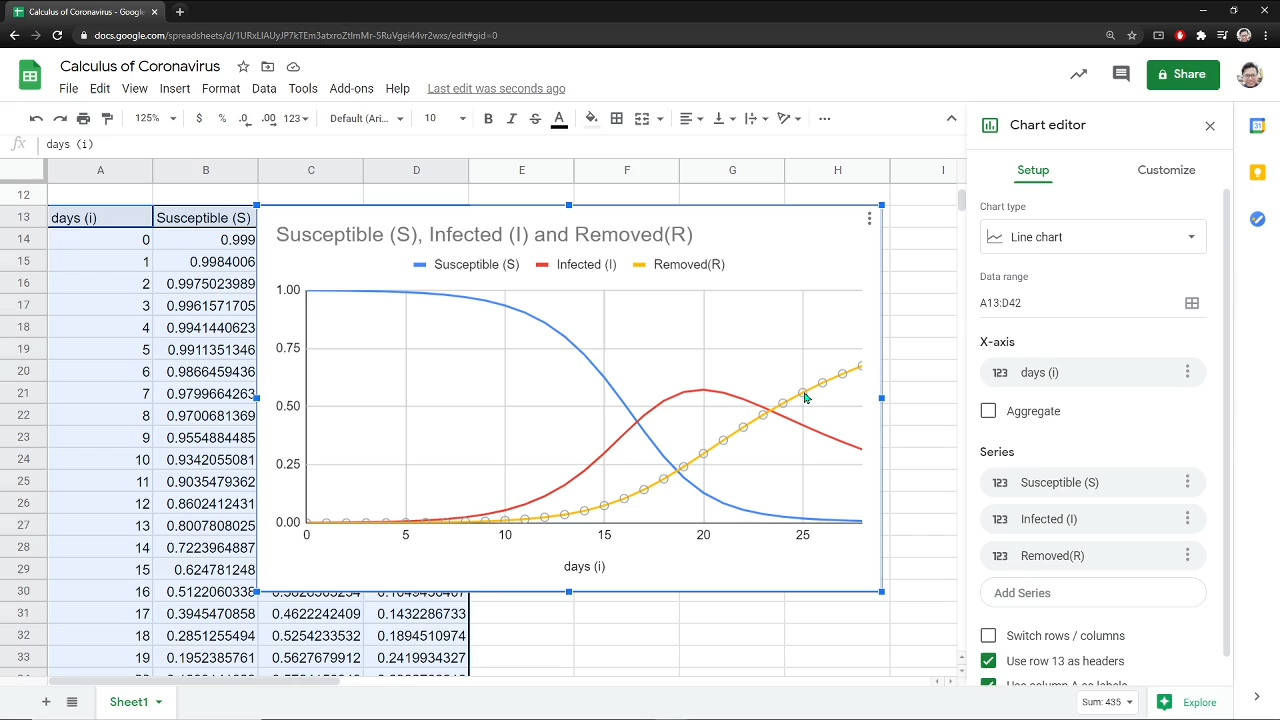 Calculus of Coronavirus - Google
docs.google.com/spreadsheets/d/1URxLIAUyJP7kTEm3atxroZtImMr-5RuVgei44vr2wxs/edit#gid=0
Calculus of Coronavirus
Share
File Edit View Insert Format Data Tools Add-ons Help Last edit was seconds ago
125% $ % .0 .00 123 Default (Ari... 10 B I S A
Chart editor
fx days (i)
Setup Customize
A B C D E F G H I
12
Chart type
Line chart
13 days (i) Susceptible (S)
14 0 0.999
15 1 0.9984006
16 2 0.9975023989
17 3 0.9961571705
18 4 0.9941440623
19 5 0.9911351346
20 6 0.9866459436
21 7 0.9799664263
22 8 0.9700681369
23 9 0.9554884485
24 10 0.9342055081
25 11 0.9035479362
26 12 0.8602412431
27 13 0.8007808025
28 14 0.7223964887
29 15 0.624781248
30 16 0.5122060338
31 17 0.3945470858 0.4622242409 0.1432286733
32 18 0.2851255494 0.5254233532 0.1894510974
33 19 0.1952385761 0.5627679912 0.2419934327
Susceptible (S), Infected (I) and Removed(R)
Susceptible (S) Infected (I) Removed(R)
1.00
0.75
0.50
0.25
0.00
0 5 10 15 20 25
days (i)
Data range
A13:D42
X-axis
123 days (i)
Aggregate
Series
123 Susceptible (S)
123 Infected (I)
123 Removed(R)
Add Series
Switch rows / columns
Use row 13 as headers
Use column A as labels
Sheet1
Sum: 435
Explore